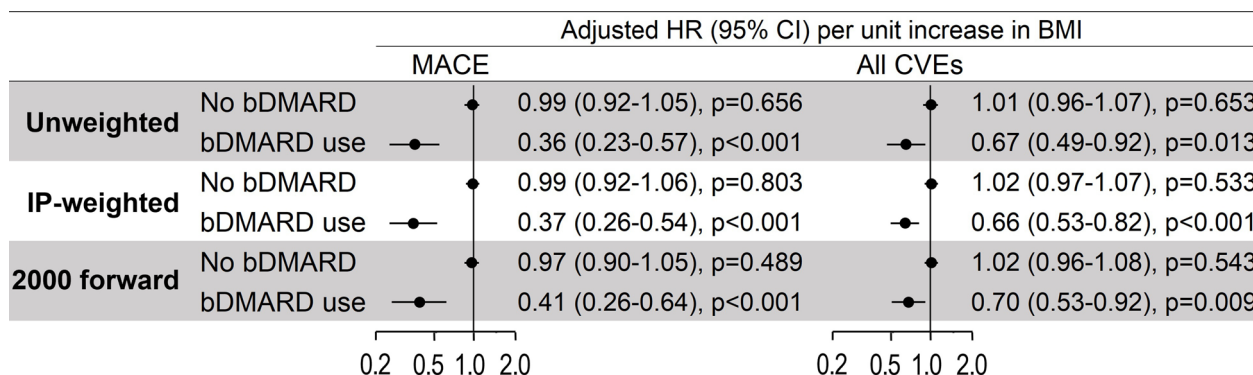 Adjusted HR (95% CI) per unit increase in BMI
MACE All CVEs
Unweighted
No bDMARD 0.99 (0.92-1.05), p=0.656 1.01 (0.96-1.07), p=0.653
bDMARD use 0.36 (0.23-0.57), p<0.001 0.67 (0.49-0.92), p=0.013
IP-weighted
No bDMARD 0.99 (0.92-1.06), p=0.803 1.02 (0.97-1.07), p=0.533
bDMARD use 0.37 (0.26-0.54), p<0.001 0.66 (0.53-0.82), p<0.001
2000 forward
No bDMARD 0.97 (0.90-1.05), p=0.489 1.02 (0.96-1.08), p=0.543
bDMARD use 0.41 (0.26-0.64), p<0.001 0.70 (0.53-0.92), p=0.009
0.2 0.5 1.0 2.0 0.2 0.5 1.0 2.0